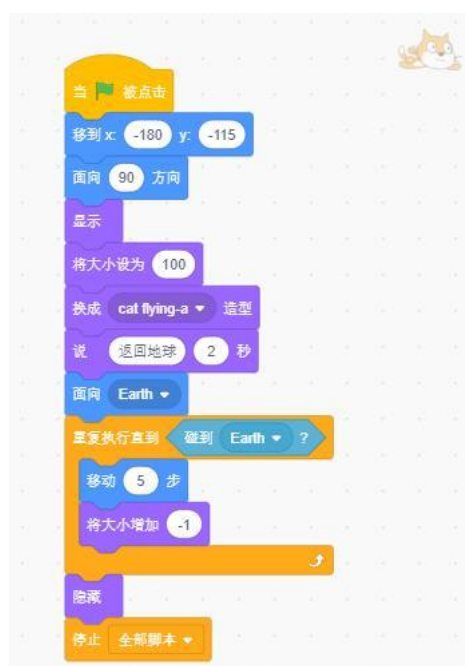 当 被点击
移到 x: -180 y: -115
面向 90 方向
显示
将大小设为 100
换成 cat flying-a 造型
说 返回地球 2 秒
面向 Earth
重复执行直到 碰到 Earth ?
移动 5 步
将大小增加 -1
隐藏
停止 全部脚本